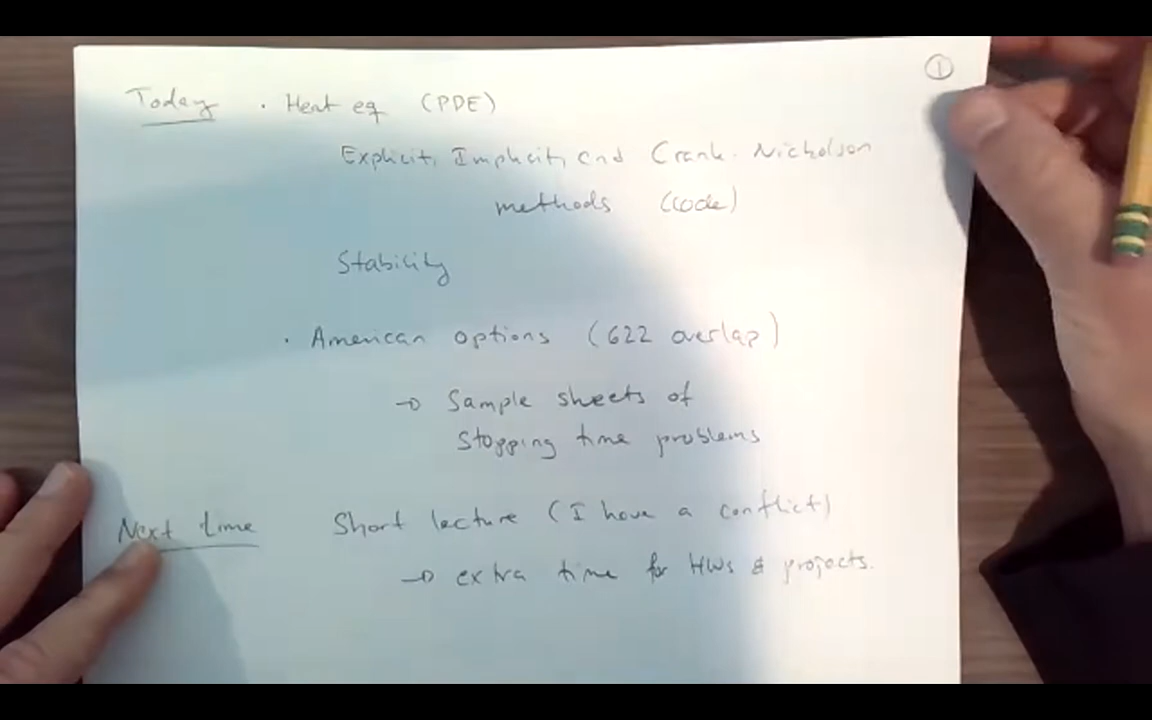 ①
Today · Heat eq (PDE)
Explicit, Implicit, and Crank-Nicholson
methods (code)
Stability
· American options (622 overlap)
→ Sample sheets of
stopping time problems
Next time Short lecture (I have a conflict)
→ extra time for HWs & projects.